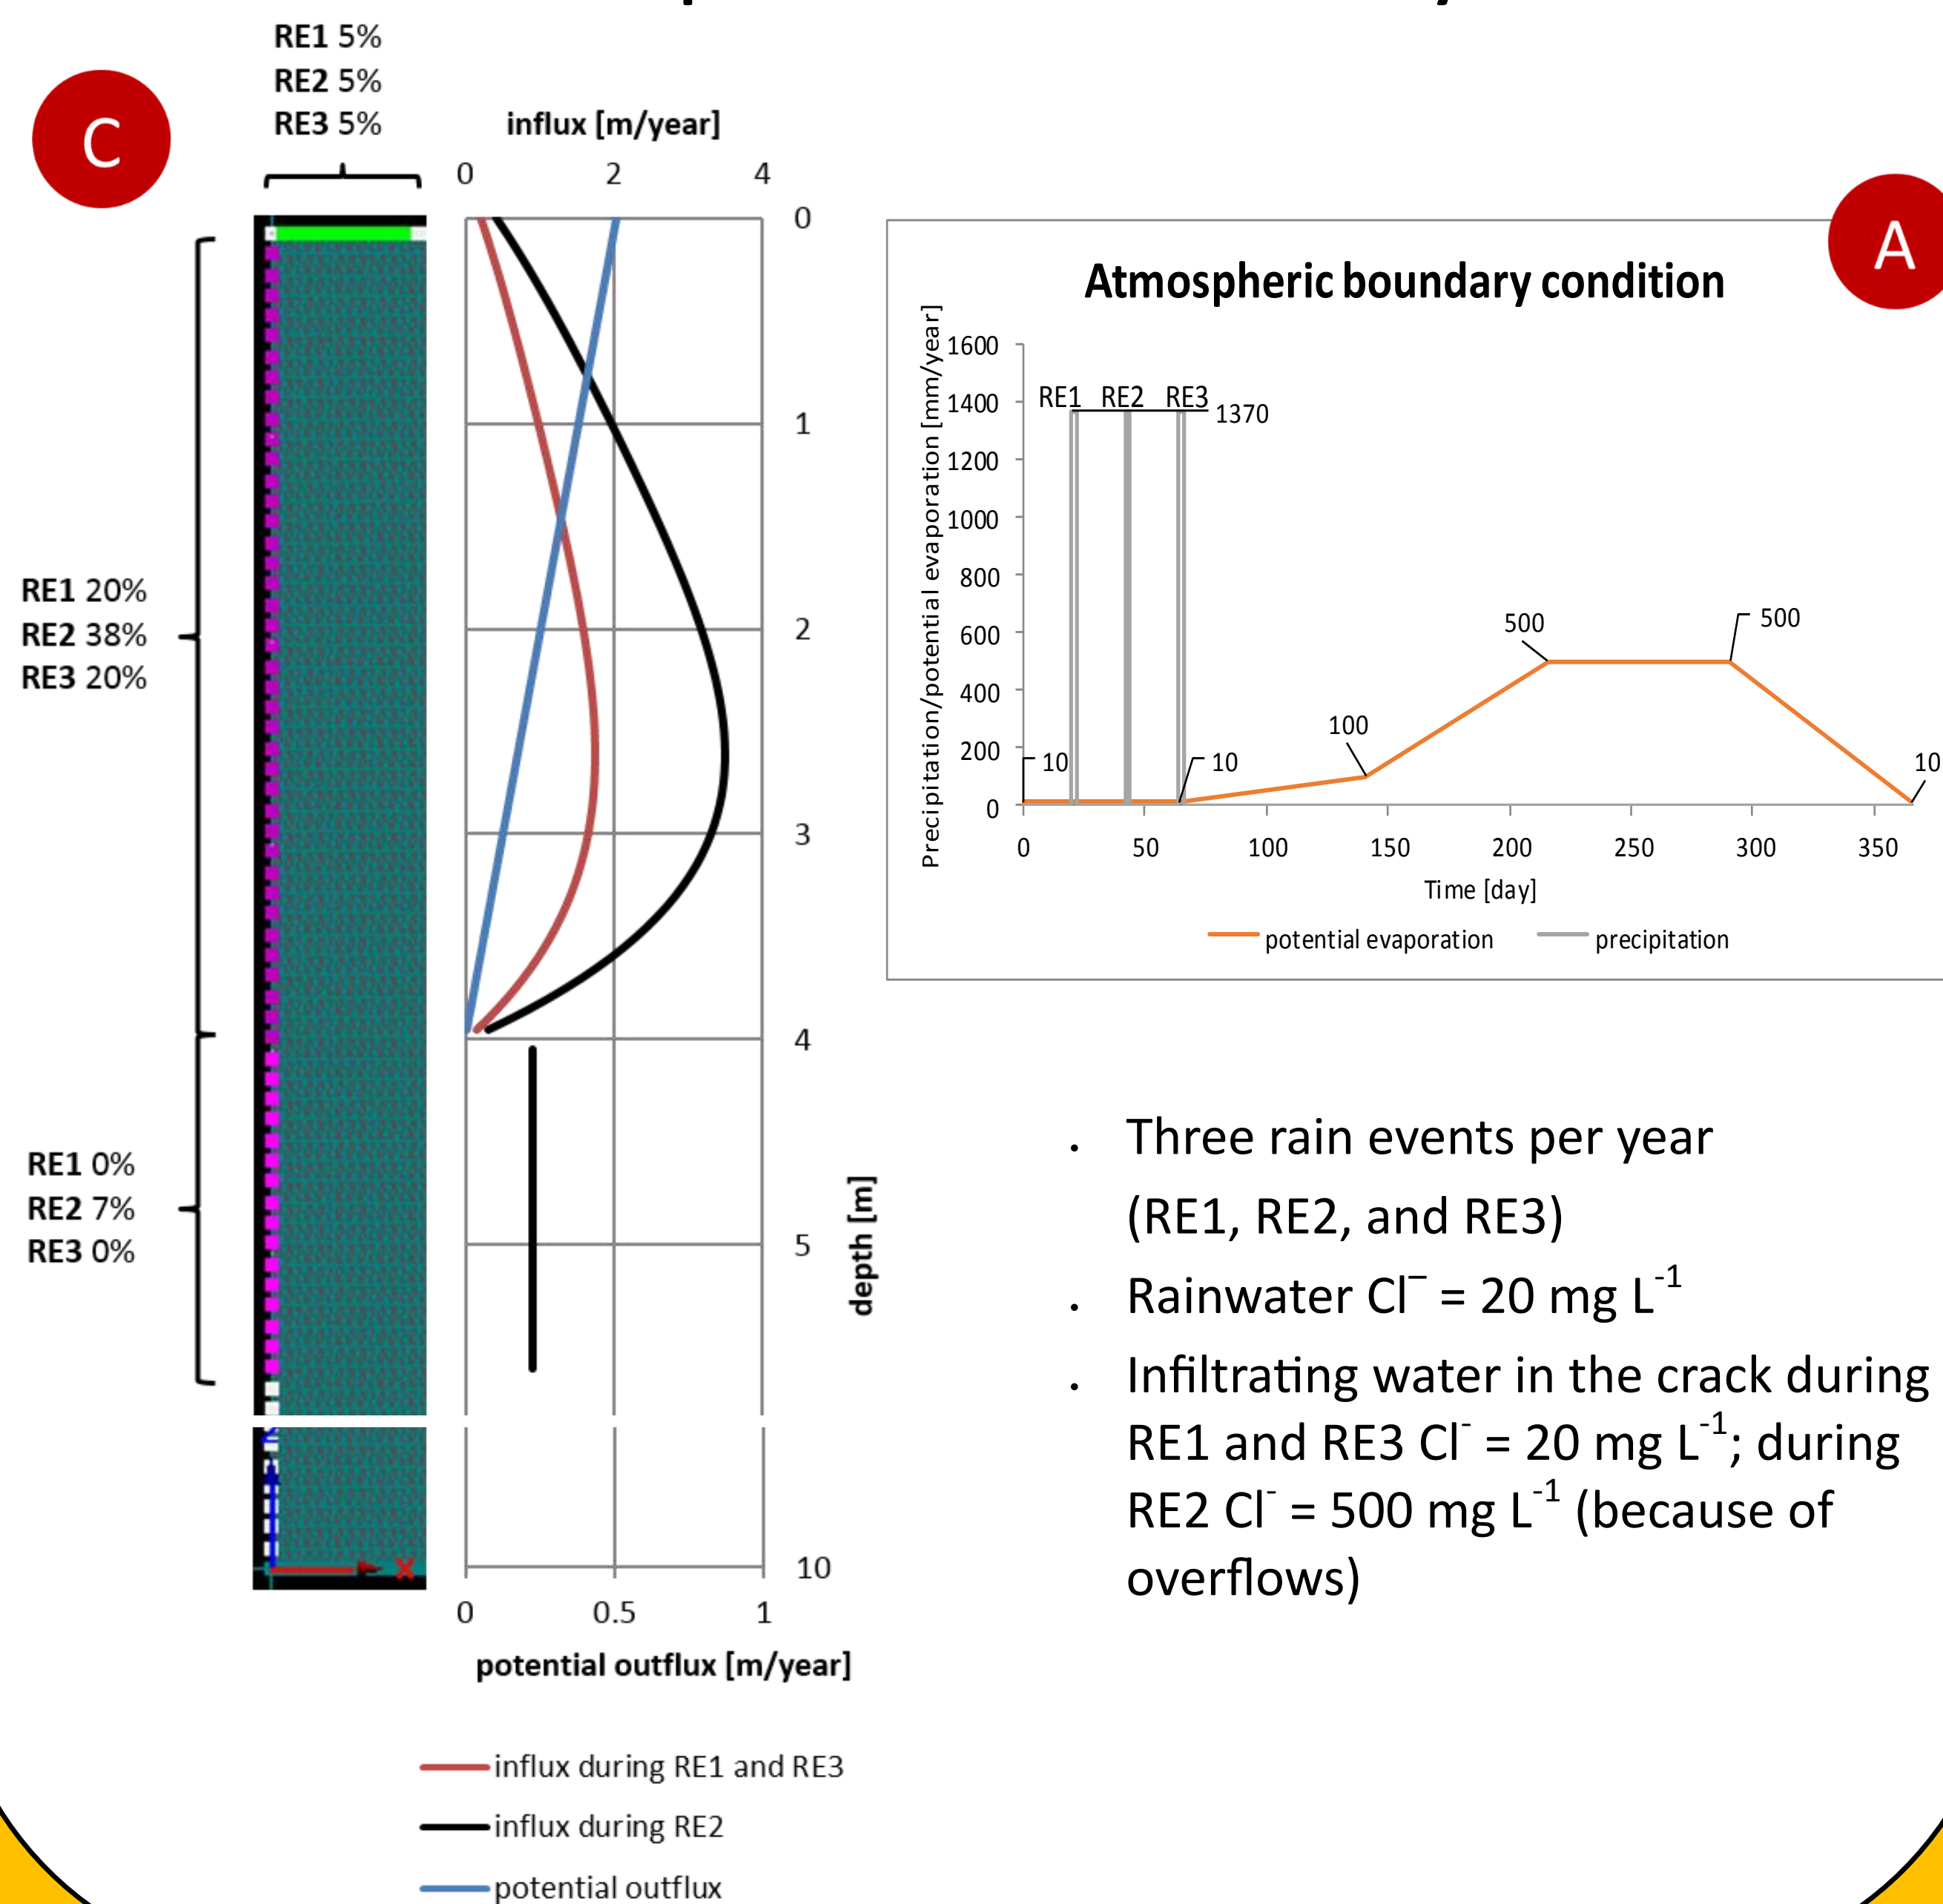 C
RE1 5%
RE2 5%
RE3 5%
influx [m/year]
0 2 4
0
1
2
3
4
5
10
depth [m]
RE1 20%
RE2 38%
RE3 20%
RE1 0%
RE2 7%
RE3 0%
X
0 0.5 1
potential outflux [m/year]
influx during RE1 and RE3
influx during RE2
potential outflux
A
Atmospheric boundary condition
Precipitation/potential evaporation [mm/year]
1600
1400
1200
1000
800
600
400
200
0
RE1 RE2 RE3
1370
10
10
100
500
500
10
0 50 100 150 200 250 300 350
Time [day]
potential evaporation precipitation
. Three rain events per year
(RE1, RE2, and RE3)
. Rainwater Cl⁻ = 20 mg L⁻¹
. Infiltrating water in the crack during
RE1 and RE3 Cl⁻ = 20 mg L⁻¹; during
RE2 Cl⁻ = 500 mg L⁻¹ (because of
overflows)